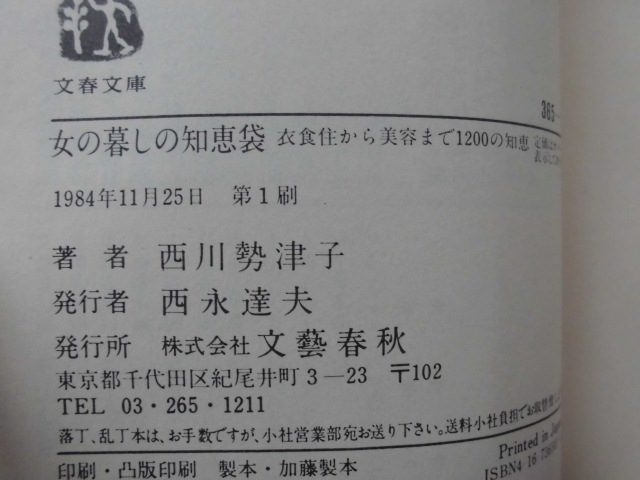 文春文庫
365
女の暮しの知恵袋 衣食住から美容まで1200の知恵
1984年11月25日 第1刷
著者 西川勢津子
発行者 西永達夫
発行所 株式会社 文藝春秋
東京都千代田区紀尾井町3―23 〒102
TEL 03・265・1211
落丁、乱丁本は、お手数ですが、小社営業部宛お送り下さい。送料小社負担でお取替
Printed in
印刷・凸版印刷 製本・加藤製本
ISBN4 16